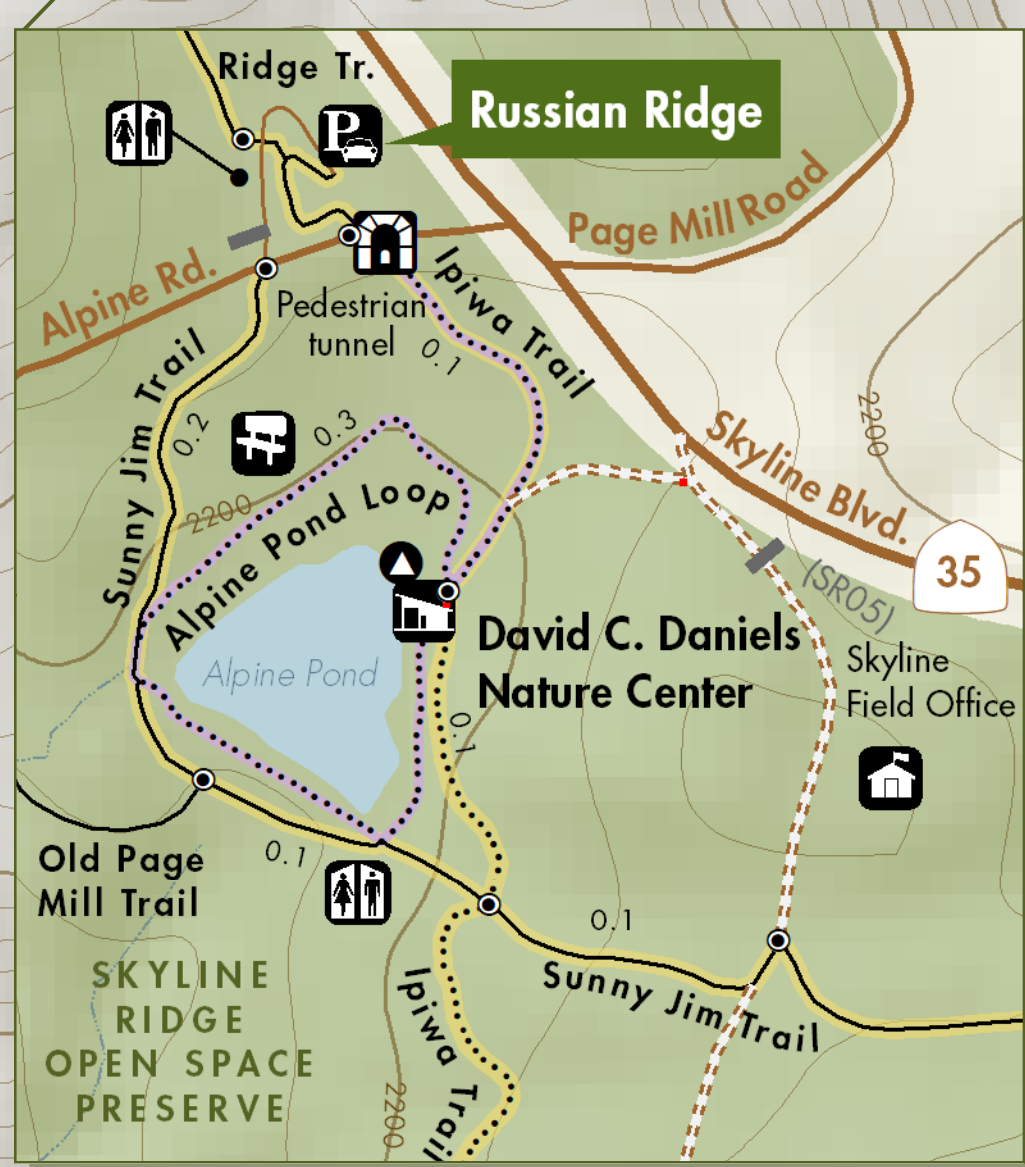 Ridge Tr.
P
Russian Ridge
Page Mill Road
Alpine Rd.
Ipiwa Trail
Pedestrian
tunnel
0.1
Sunny Jim Trail
0.2
0.3
2200
Skyline Blvd.
2200
Alpine Pond Loop
35
(SR05)
David C. Daniels
Nature Center
Alpine Pond
Skyline
Field Office
0.1
Old Page
Mill Trail
0.1
0.1
Sunny Jim Trail
Ipiwa Trail
2200
SKYLINE
RIDGE
OPEN SPACE
PRESERVE